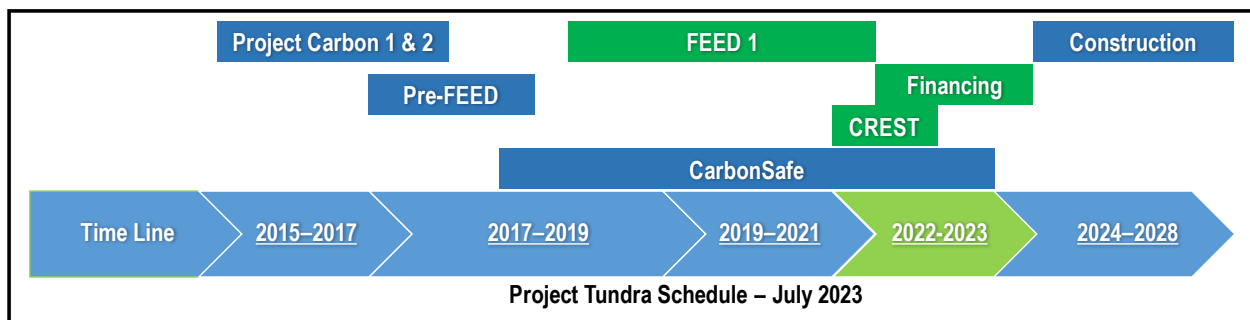 Project Carbon 1 & 2
FEED 1
Construction
Pre-FEED
Financing
CREST
CarbonSafe
Time Line
2015–2017
2017–2019
2019–2021
2022-2023
2024–2028
Project Tundra Schedule – July 2023